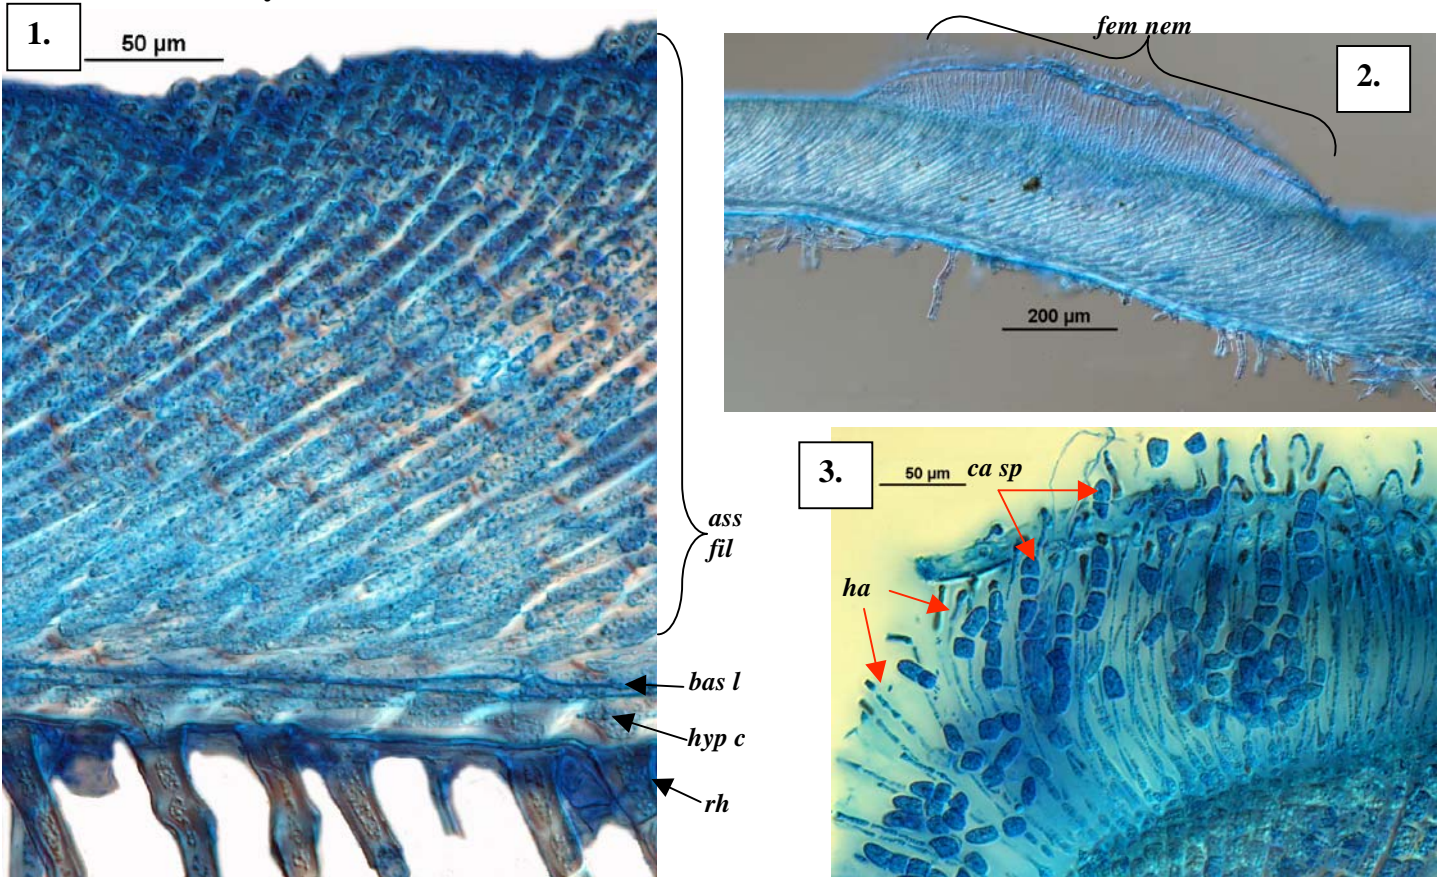 1.
50 µm
ass
fil
bas l
hyp c
rh
fem nem
2.
200 µm
3.
50 µm
ca sp
ha